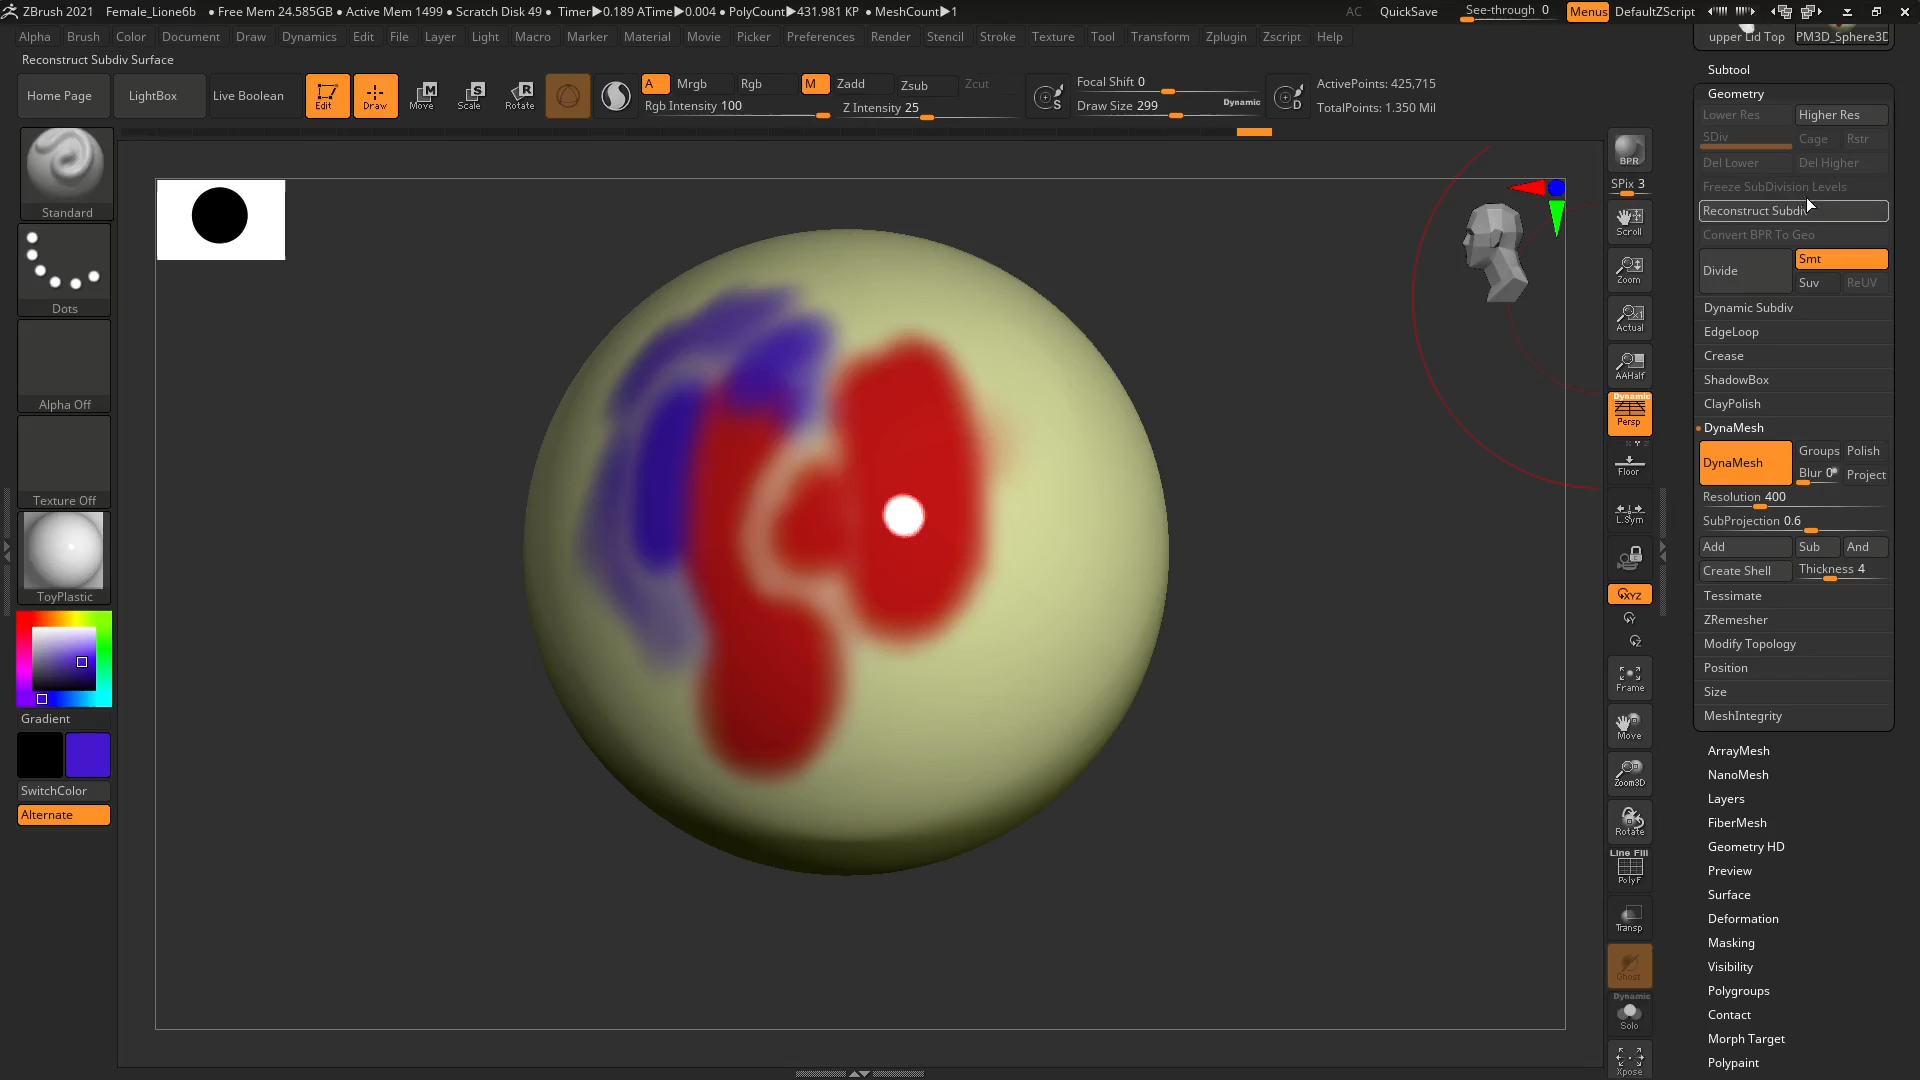 ZBrush 2021 Female_Lione6b ● Free Mem 24.585GB ● Active Mem 1499 ● Scratch Disk 49 ● Timer▶0.189 ATime▶0.004 ● PolyCount▶431.981 KP ● MeshCount▶1 AC QuickSave See-through 0 Menus DefaultZScript
Alpha Brush Color Document Draw Dynamics Edit File Layer Light Macro Marker Material Movie Picker Preferences Render Stencil Stroke Texture Tool Transform Zplugin Zscript Help
Reconstruct Subdiv Surface
Home Page LightBox Live Boolean Edit Draw Move Scale Rotate
A Mrgb Rgb M Zadd Zsub Zcut
Rgb Intensity 100 Z Intensity 25
Focal Shift 0
Draw Size 299 Dynamic
ActivePoints: 425,715
TotalPoints: 1.350 Mil
Standard
Dots
Alpha Off
Texture Off
ToyPlastic
Gradient
SwitchColor
Alternate
BPR
SPix 3
Scroll
Zoom
Actual
AAHalf
Dynamic
Persp
Floor
L.Sym
XYZ
Frame
Move
Zoom3D
Rotate
Line Fill
PolyF
Transp
Ghost
Dynamic
Solo
Xpose
upper Lid Top PM3D_Sphere3D
Subtool
Geometry
Lower Res Higher Res
SDiv Cage Rstr
Del Lower Del Higher
Freeze SubDivision Levels
Reconstruct Subdiv
Convert BPR To Geo
Divide Smt
Suv ReUV
Dynamic Subdiv
EdgeLoop
Crease
ShadowBox
ClayPolish
DynaMesh
DynaMesh Groups Polish
Blur 0 Project
Resolution 400
SubProjection 0.6
Add Sub And
Create Shell Thickness 4
Tessimate
ZRemesher
Modify Topology
Position
Size
MeshIntegrity
ArrayMesh
NanoMesh
Layers
FiberMesh
Geometry HD
Preview
Surface
Deformation
Masking
Visibility
Polygroups
Contact
Morph Target
Polypaint